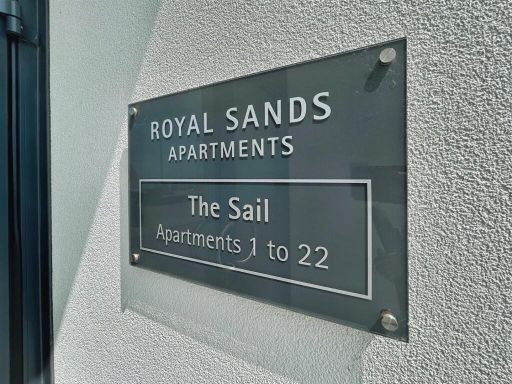 ROYAL SANDS
APARTMENTS
The Sail
Apartments 1 to 22